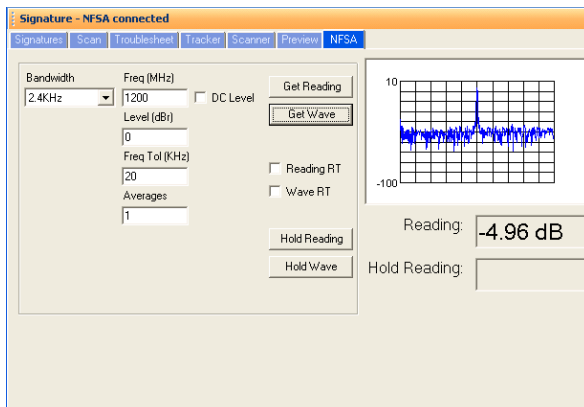 Signature - NFSA connected
Signatures Scan Troublesheet Tracker Scanner Preview NFSA
Bandwidth
2.4KHz
Freq (MHz)
1200
DC Level
Level (dBr)
0
Freq Tol (KHz)
20
Averages
1
Get Reading
Get Wave
Reading RT
Wave RT
Hold Reading
Hold Wave
10
-100
Reading: -4.96 dB
Hold Reading: